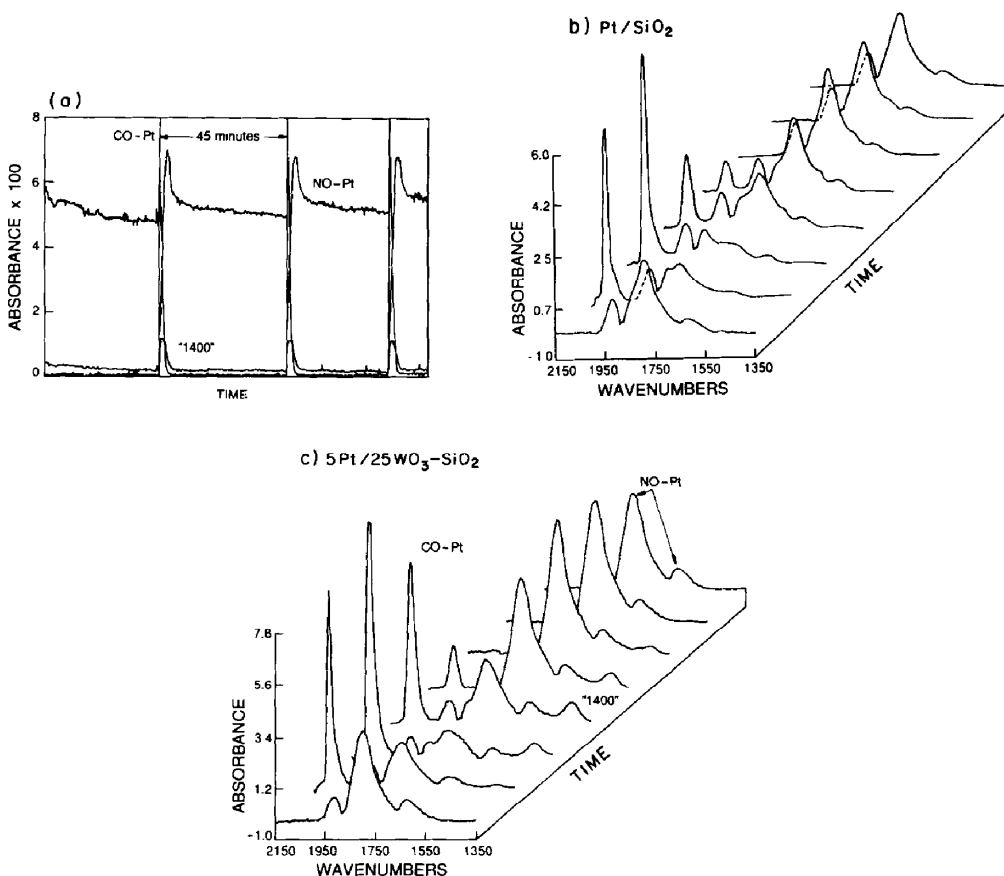 (a)
8
6
4
2
0
ABSORBANCE x 100
CO-Pt
45 minutes
NO-Pt
"1400"
TIME
b) Pt/SiO₂
6.0
4.2
2.5
0.7
-1.0
ABSORBANCE
2150 1950 1750 1550 1350
WAVENUMBERS
TIME
c) 5Pt/25WO₃-SiO₂
NO-Pt
CO-Pt
"1400"
7.8
5.6
3.4
1.2
-1.0
ABSORBANCE
2150 1950 1750 1550 1350
WAVENUMBERS
TIME